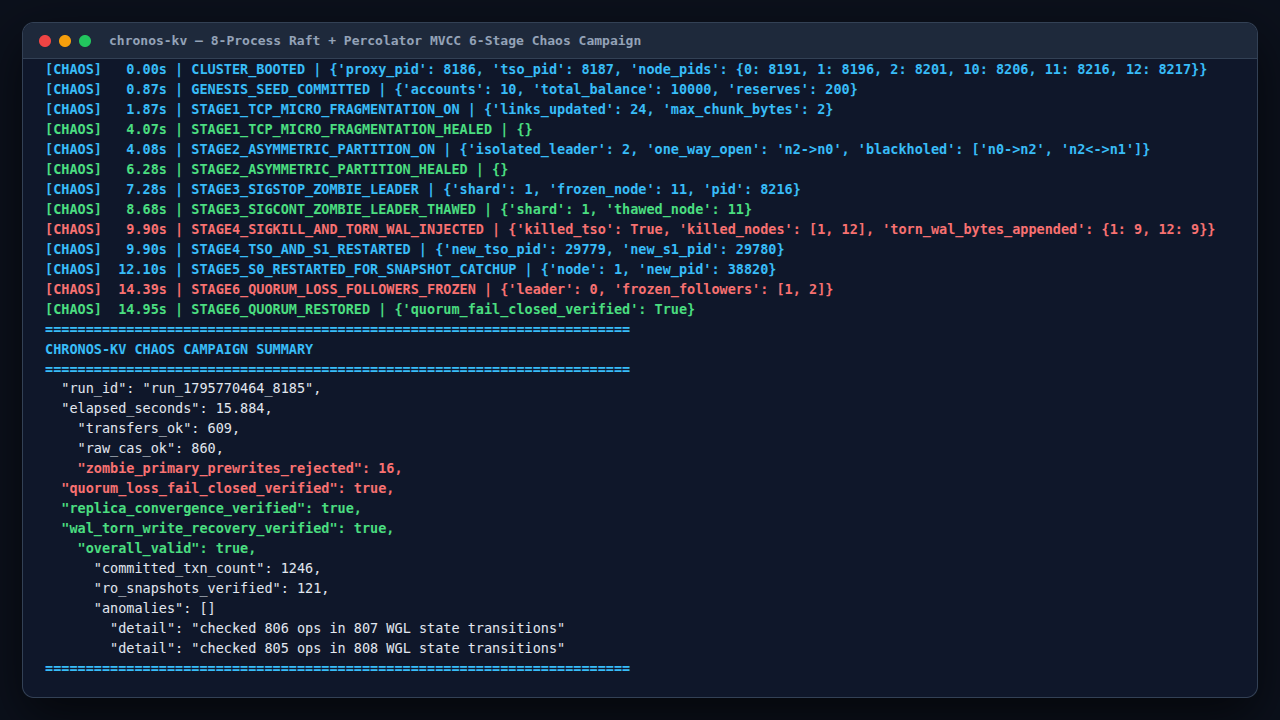 chronos-kv — 8-Process Raft + Percolator MVCC 6-Stage Chaos Campaign
[CHAOS]   0.00s | CLUSTER_BOOTED | {'proxy_pid': 8186, 'tso_pid': 8187, 'node_pids': {0: 8191, 1: 8196, 2: 8201, 10: 8206, 11: 8216, 12: 8217}}
[CHAOS]   0.87s | GENESIS_SEED_COMMITTED | {'accounts': 10, 'total_balance': 10000, 'reserves': 200}
[CHAOS]   1.87s | STAGE1_TCP_MICRO_FRAGMENTATION_ON | {'links_updated': 24, 'max_chunk_bytes': 2}
[CHAOS]   4.07s | STAGE1_TCP_MICRO_FRAGMENTATION_HEALED | {}
[CHAOS]   4.08s | STAGE2_ASYMMETRIC_PARTITION_ON | {'isolated_leader': 2, 'one_way_open': 'n2->n0', 'blackholed': ['n0->n2', 'n2<->n1']}
[CHAOS]   6.28s | STAGE2_ASYMMETRIC_PARTITION_HEALED | {}
[CHAOS]   7.28s | STAGE3_SIGSTOP_ZOMBIE_LEADER | {'shard': 1, 'frozen_node': 11, 'pid': 8216}
[CHAOS]   8.68s | STAGE3_SIGCONT_ZOMBIE_LEADER_THAWED | {'shard': 1, 'thawed_node': 11}
[CHAOS]   9.90s | STAGE4_SIGKILL_AND_TORN_WAL_INJECTED | {'killed_tso': True, 'killed_nodes': [1, 12], 'torn_wal_bytes_appended': {1: 9, 12: 9}}
[CHAOS]   9.90s | STAGE4_TSO_AND_S1_RESTARTED | {'new_tso_pid': 29779, 'new_s1_pid': 29780}
[CHAOS]  12.10s | STAGE5_S0_RESTARTED_FOR_SNAPSHOT_CATCHUP | {'node': 1, 'new_pid': 38820}
[CHAOS]  14.39s | STAGE6_QUORUM_LOSS_FOLLOWERS_FROZEN | {'leader': 0, 'frozen_followers': [1, 2]}
[CHAOS]  14.95s | STAGE6_QUORUM_RESTORED | {'quorum_fail_closed_verified': True}
========================================================================
CHRONOS-KV CHAOS CAMPAIGN SUMMARY
========================================================================
"run_id": "run_1795770464_8185",
"elapsed_seconds": 15.884,
"transfers_ok": 609,
"raw_cas_ok": 860,
"zombie_primary_prewrites_rejected": 16,
"quorum_loss_fail_closed_verified": true,
"replica_convergence_verified": true,
"wal_torn_write_recovery_verified": true,
"overall_valid": true,
"committed_txn_count": 1246,
"ro_snapshots_verified": 121,
"anomalies": []
"detail": "checked 806 ops in 807 WGL state transitions"
"detail": "checked 805 ops in 808 WGL state transitions"
========================================================================